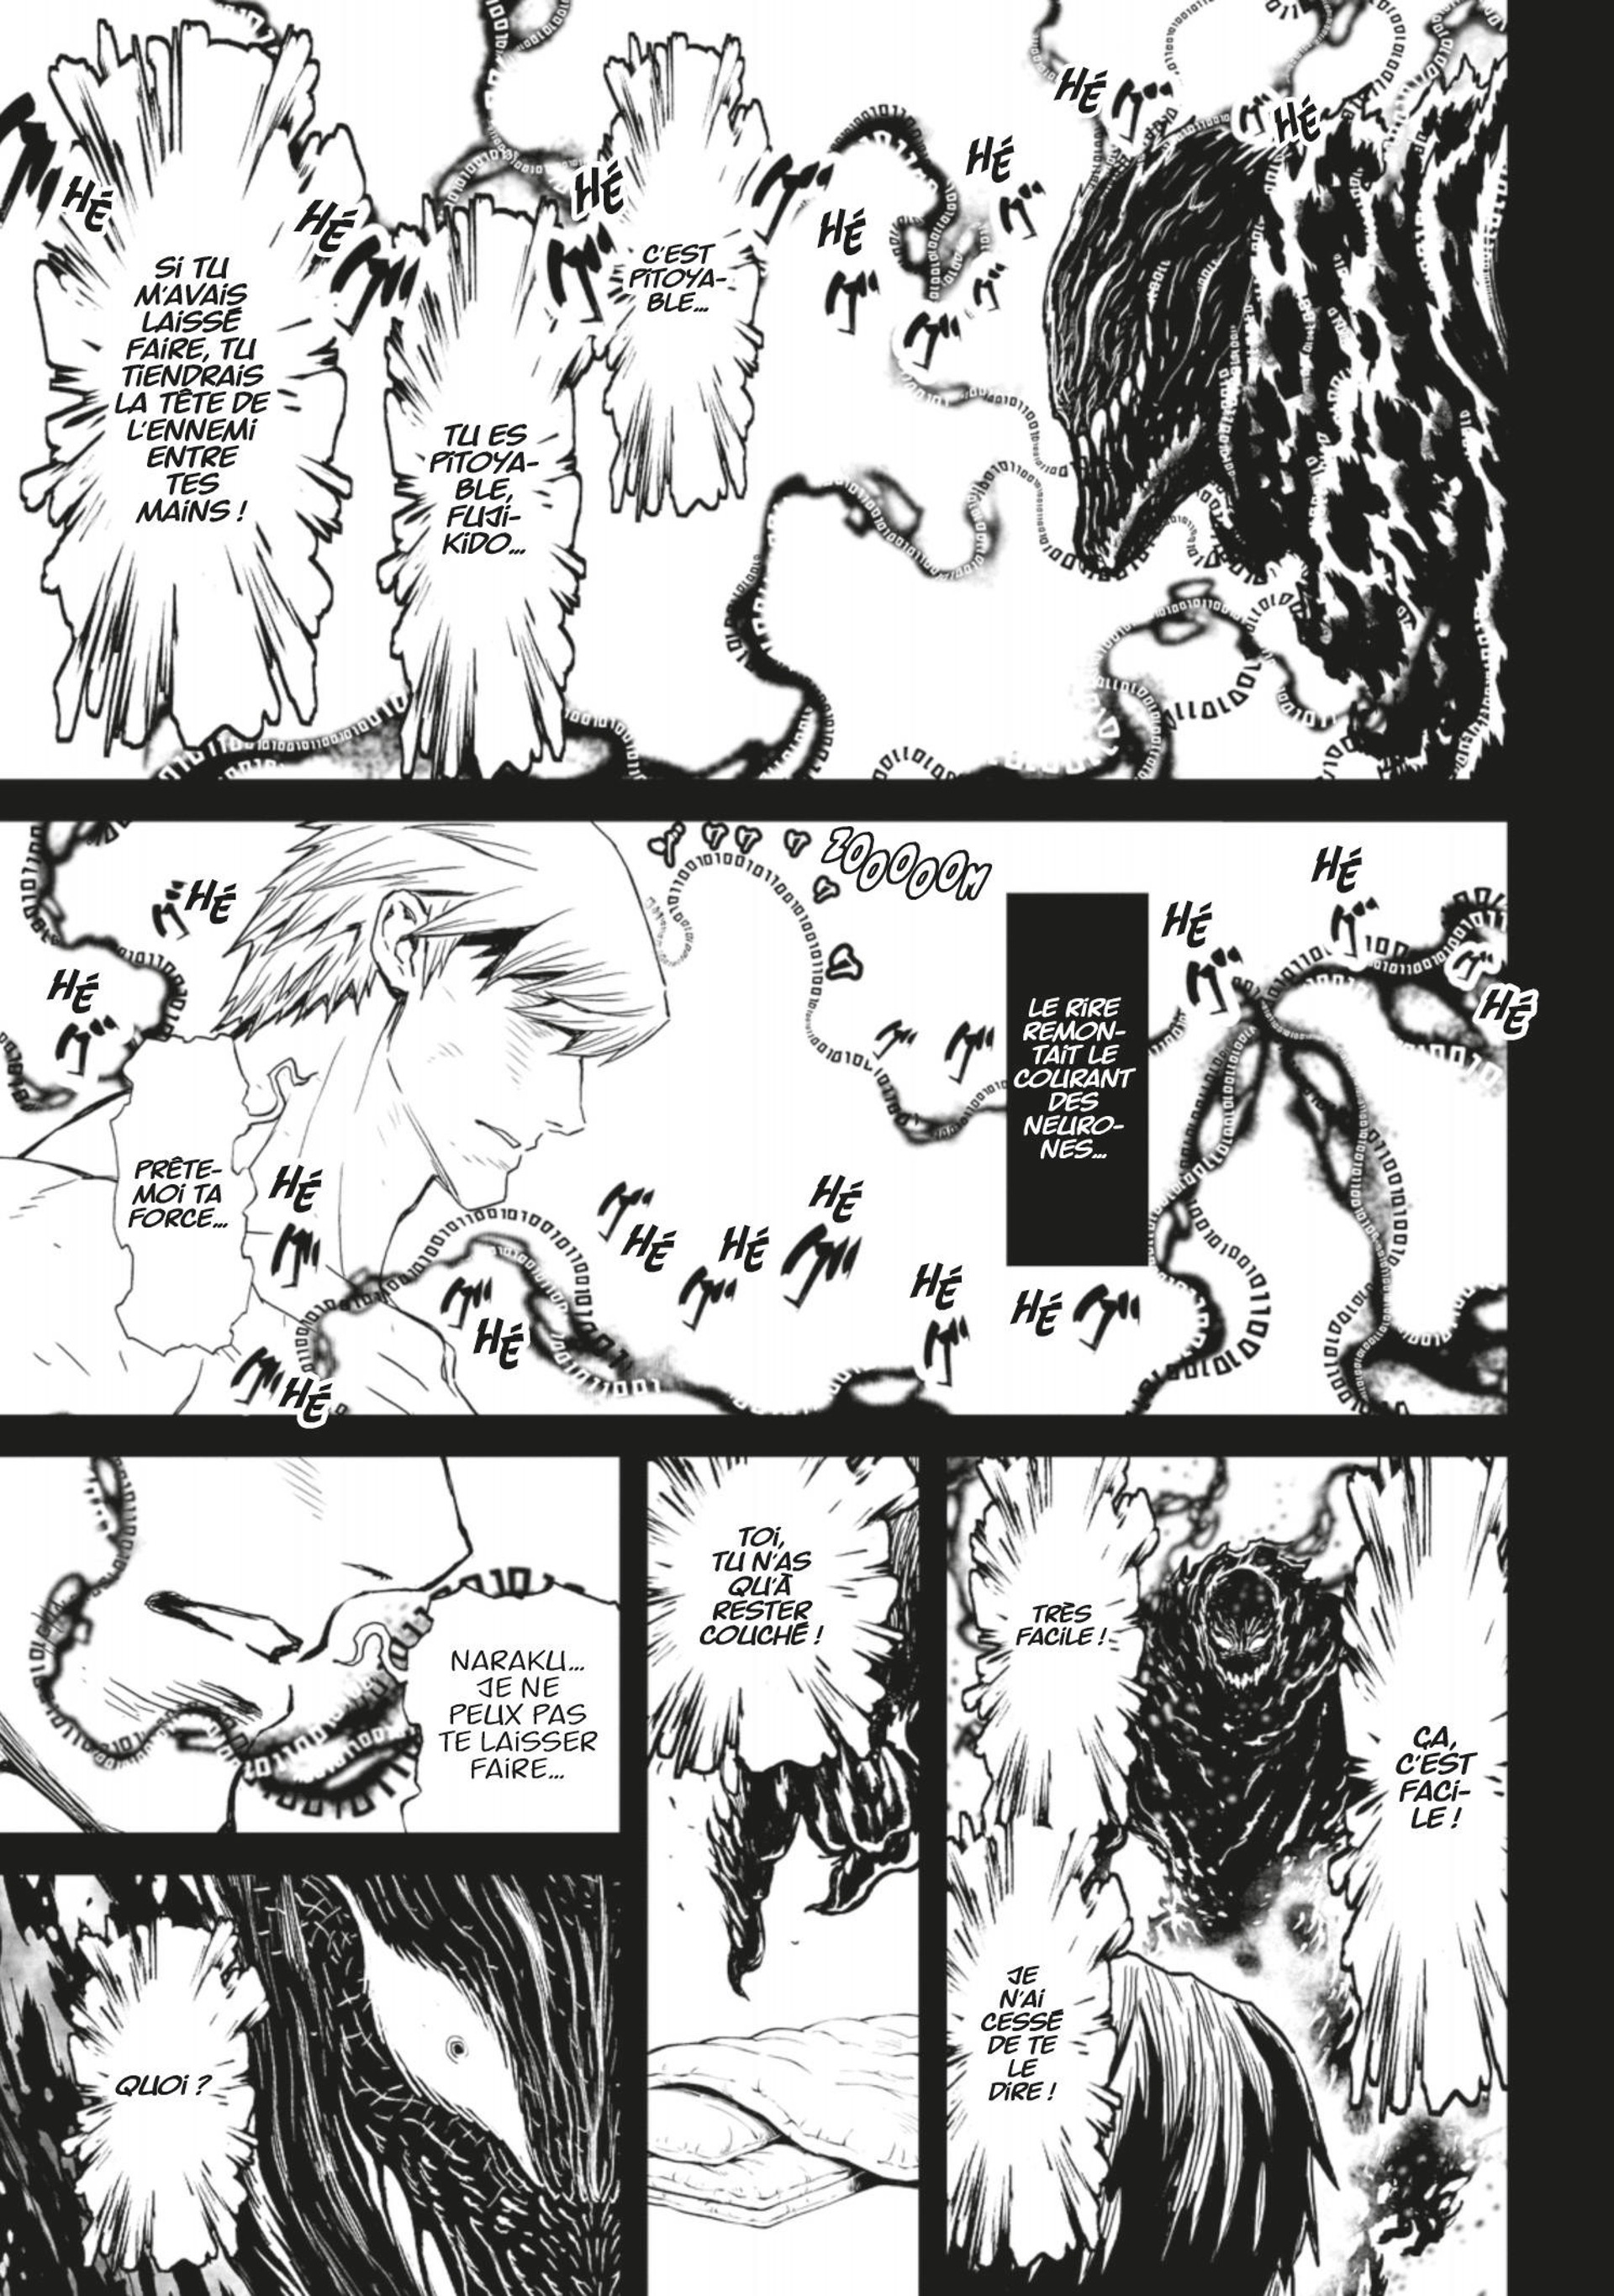 HÉ
HÉ
HÉ
HÉ
C'EST
PITOYA-
BLE...
HÉ
TU ES
PITOYA-
BLE,
FUJI-
KIDO...
HÉ
HÉ
SI TU
M'AVAIS
LAISSÉ
FAIRE, TU
TIENDRAIS
LA TÊTE DE
L'ENNEMI
ENTRE
TES
MAINS !
HÉ
HÉ
HÉ
LE RIRE
REMON-
TAIT LE
COURANT
DES
NEURO-
NES...
ZOOOOOM
HÉ
HÉ
HÉ
HÉ
HÉ
HÉ
HÉ
HÉ
HÉ
HÉ
PRÊTE-
MOI TA
FORCE...
ÇA,
C'EST
FACI-
LE !
TRÈS
FACILE !
JE
N'AI
CESSÉ
DE TE
LE
DIRE !
TOI,
TU N'AS
QU'À
RESTER
COUCHÉ !
NARAKU...
JE NE
PEUX PAS
TE LAISSER
FAIRE...
QUOI ?